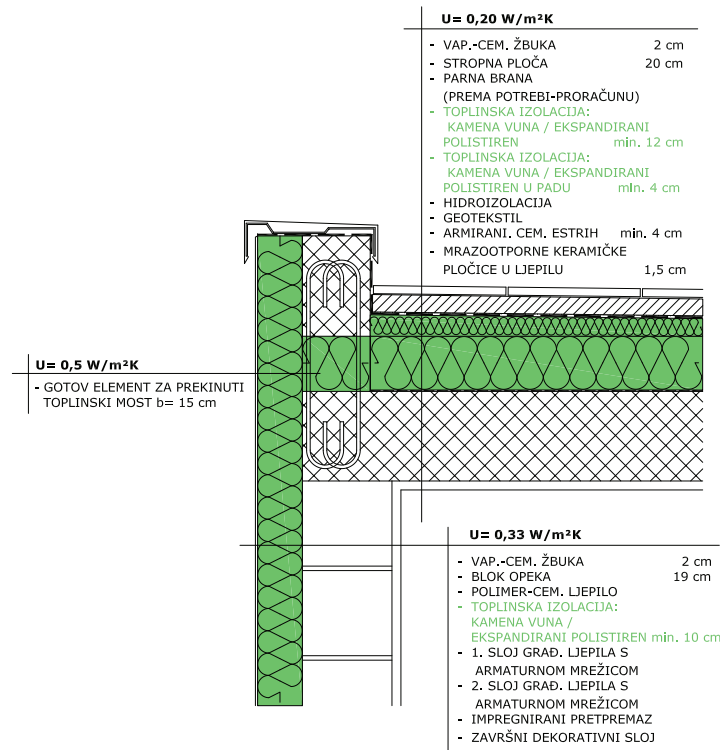 U= 0,20 W/m²K
- VAP.-CEM. ŽBUKA 2 cm
- STROPNA PLOČA 20 cm
- PARNA BRANA
(PREMA POTREBI-PRORAČUNU)
- TOPLINSKA IZOLACIJA:
KAMENA VUNA / EKSPANDIRANI
POLISTIREN min. 12 cm
- TOPLINSKA IZOLACIJA:
KAMENA VUNA / EKSPANDIRANI
POLISTIREN U PADU min. 4 cm
- HIDROIZOLACIJA
- GEOTEKSTIL
- ARMIRANI. CEM. ESTRIH min. 4 cm
- MRAZOOTPORNE KERAMIČKE
PLOČICE U LJEPILU 1,5 cm
U= 0,5 W/m²K
- GOTOV ELEMENT ZA PREKINUTI
TOPLINSKI MOST b= 15 cm
U= 0,33 W/m²K
- VAP.-CEM. ŽBUKA 2 cm
- BLOK OPEKA 19 cm
- POLIMER-CEM. LJEPILO
- TOPLINSKA IZOLACIJA:
KAMENA VUNA /
EKSPANDIRANI POLISTIREN min. 10 cm
- 1. SLOJ GRAĐ. LJEPILA S
ARMATURNOM MREŽICOM
- 2. SLOJ GRAĐ. LJEPILA S
ARMATURNOM MREŽICOM
- IMPREGNIRANI PRETPREMAZ
- ZAVRŠNI DEKORATIVNI SLOJ